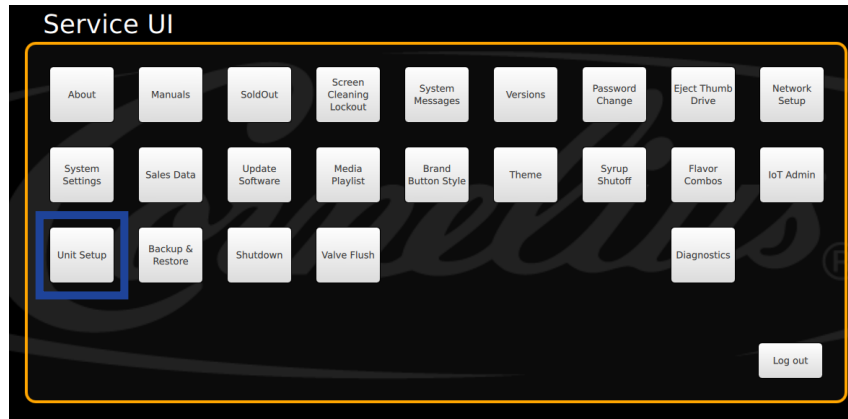 Service UI
About
Manuals
SoldOut
Screen
Cleaning
Lockout
System
Messages
Versions
Password
Change
Eject Thumb
Drive
Network
Setup
System
Settings
Sales Data
Update
Software
Media
Playlist
Brand
Button Style
Theme
Syrup
Shutoff
Flavor
Combos
IoT Admin
Unit Setup
Backup &
Restore
Shutdown
Valve Flush
Diagnostics
Cornelius®
Log out